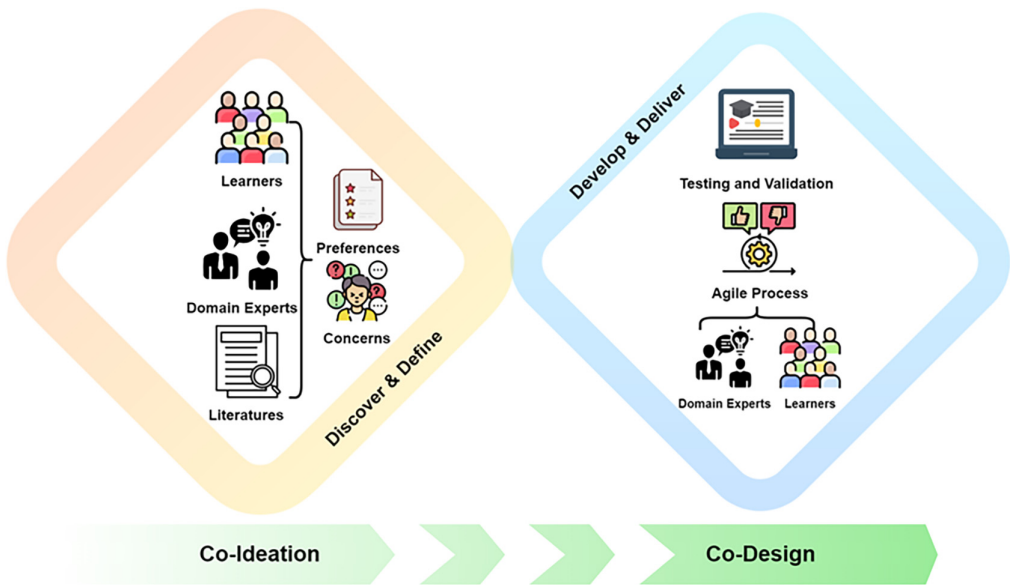 Learners
Domain Experts
Literatures
Preferences
Concerns
Discover & Define
Develop & Deliver
Testing and Validation
Agile Process
Domain Experts
Learners
Co-Ideation
Co-Design